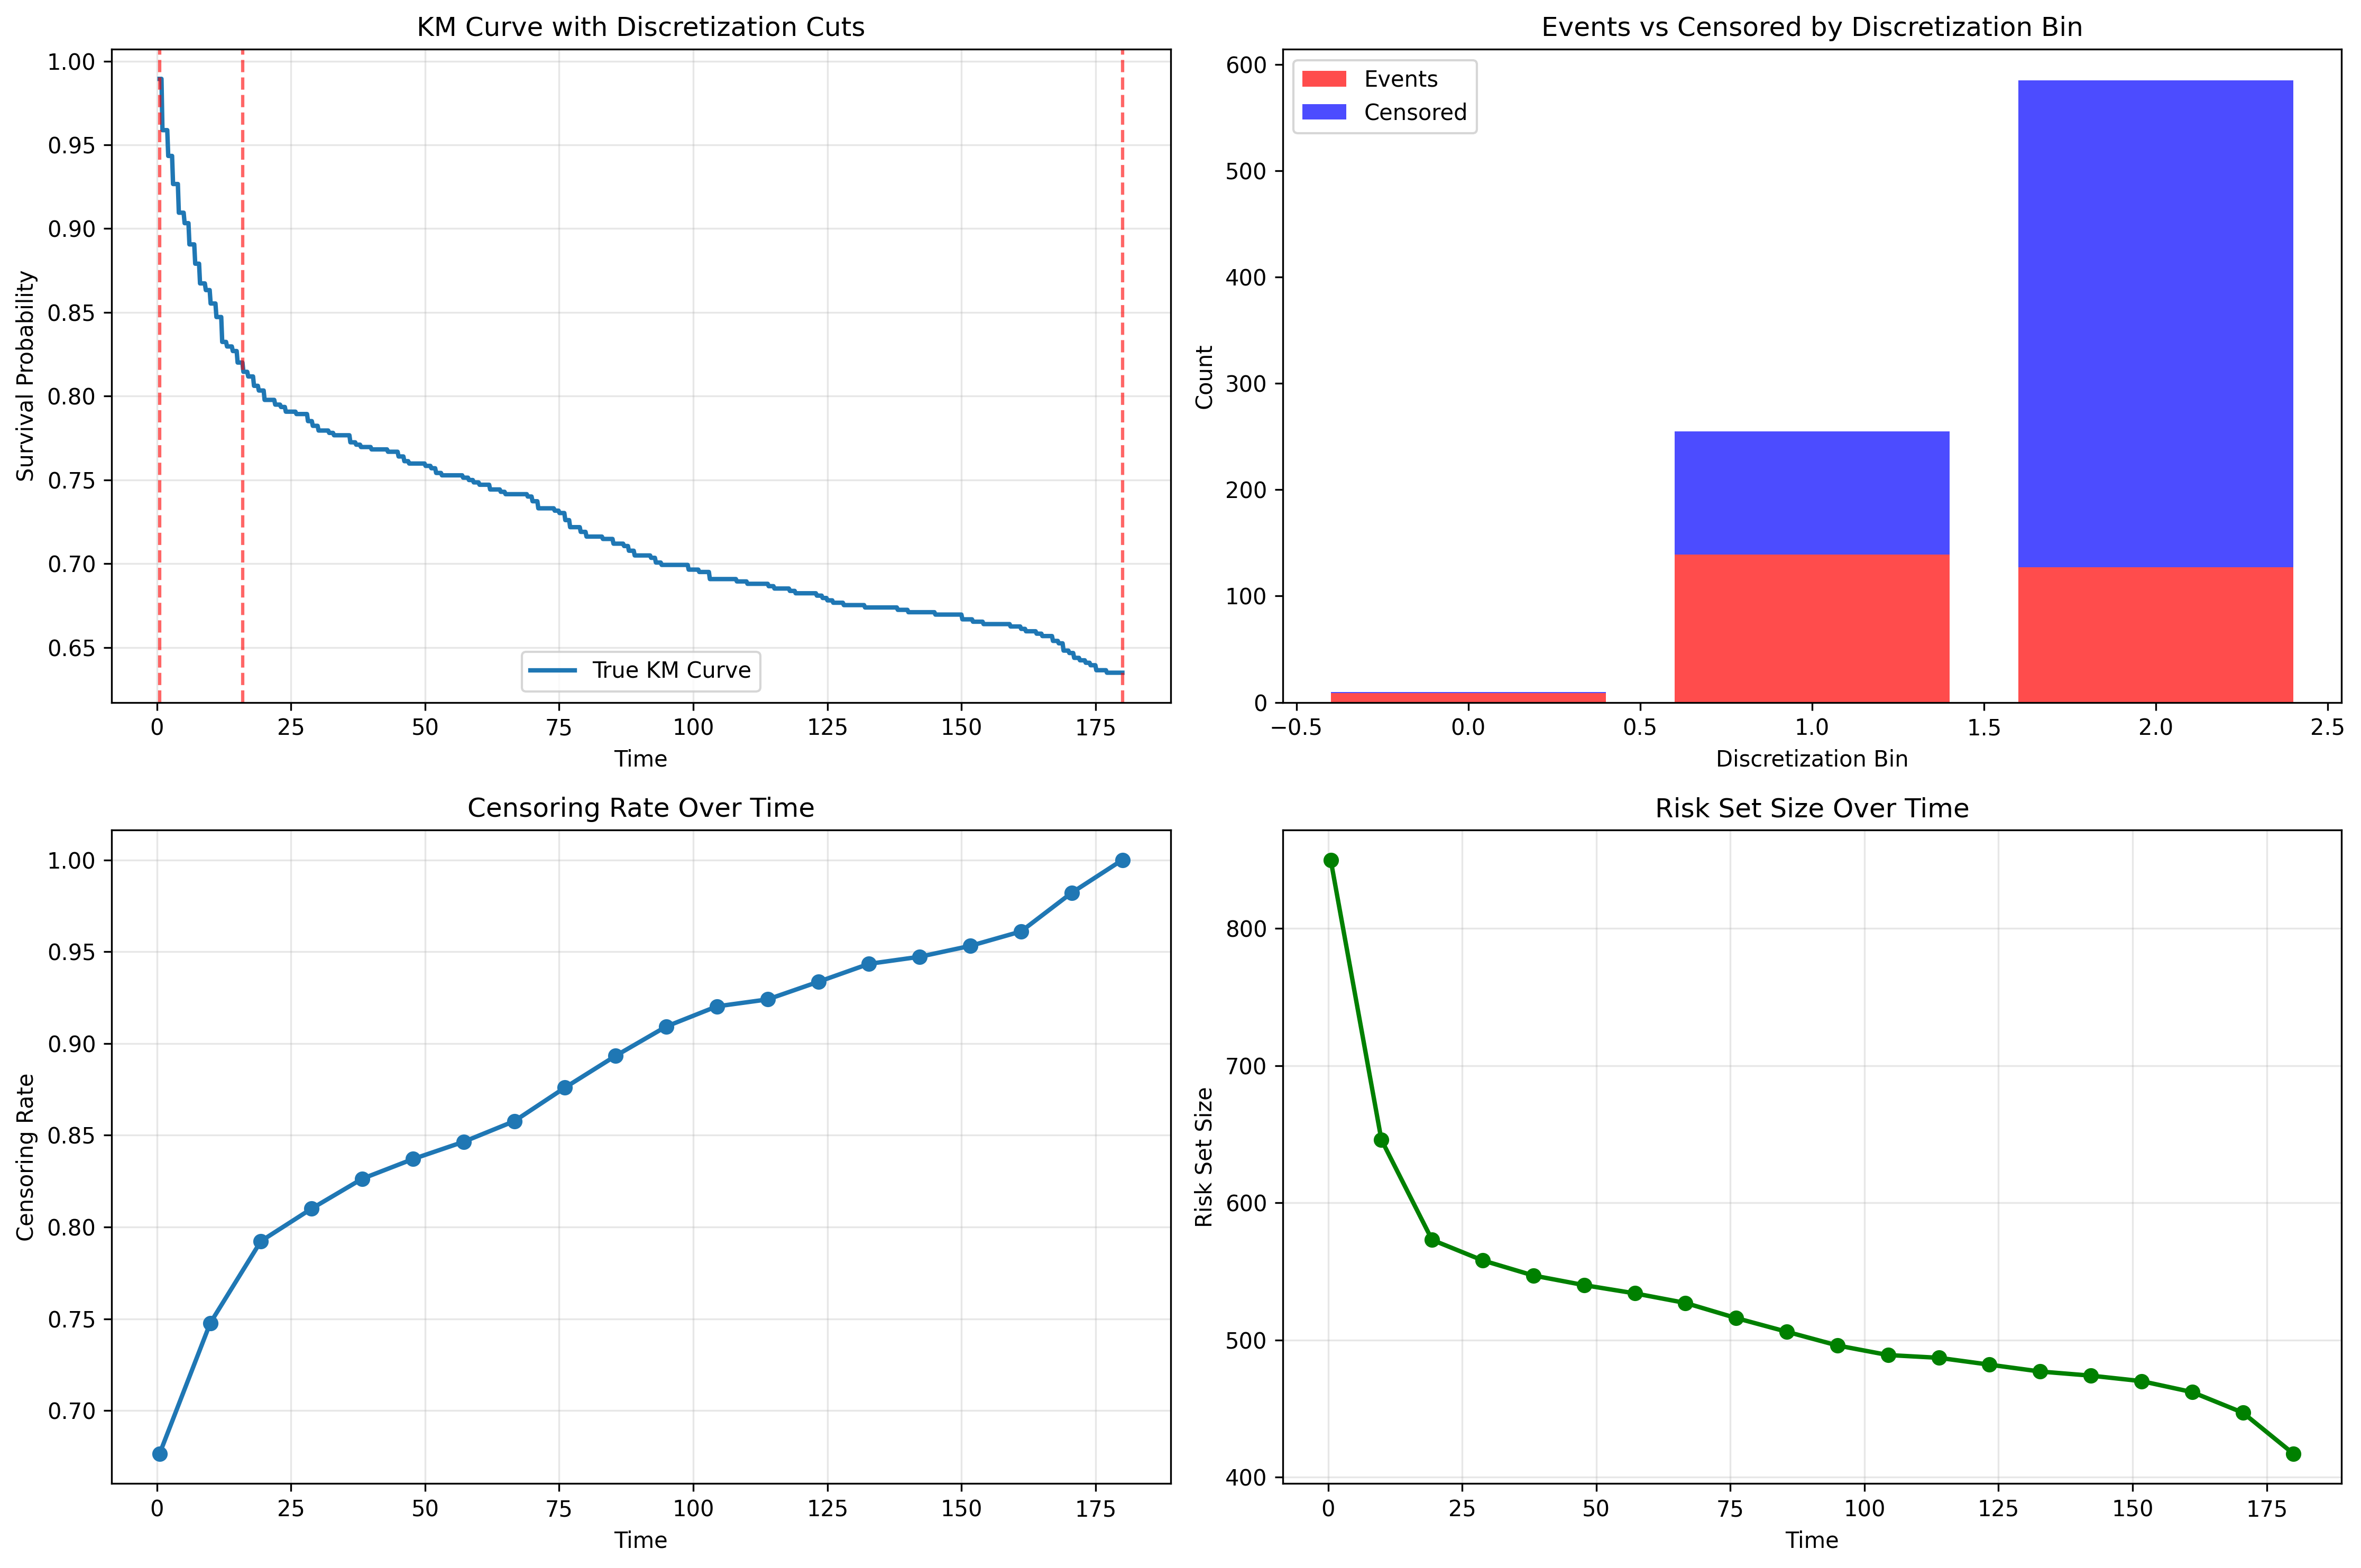 KM Curve with Discretization Cuts
1.00
0.95
0.90
0.85
0.80
0.75
0.70
0.65
Survival Probability
True KM Curve
0 25 50 75 100 125 150 175
Time
Events vs Censored by Discretization Bin
Events
Censored
600
500
400
300
200
100
0
Count
−0.5 0.0 0.5 1.0 1.5 2.0 2.5
Discretization Bin
Censoring Rate Over Time
1.00
0.95
0.90
0.85
0.80
0.75
0.70
Censoring Rate
0 25 50 75 100 125 150 175
Time
Risk Set Size Over Time
800
700
600
500
400
Risk Set Size
0 25 50 75 100 125 150 175
Time